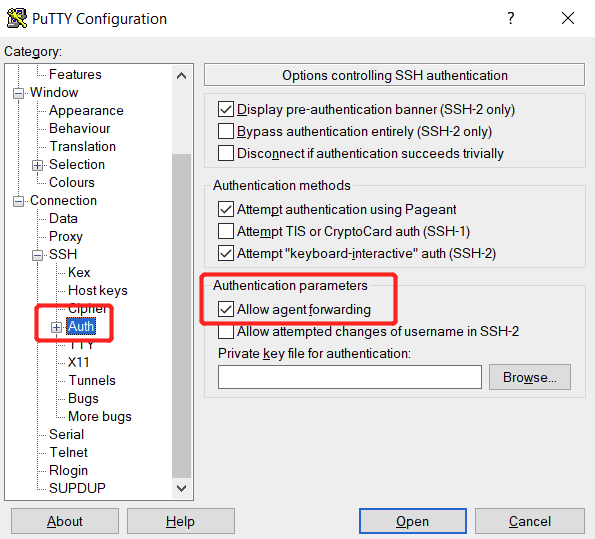 PuTTY Configuration
?
Category:
Features
Window
Appearance
Behaviour
Translation
Selection
Colours
Connection
Data
Proxy
SSH
Kex
Host keys
Cipher
Auth
TTY
X11
Tunnels
Bugs
More bugs
Serial
Telnet
Rlogin
SUPDUP
Options controlling SSH authentication
Display pre-authentication banner (SSH-2 only)
Bypass authentication entirely (SSH-2 only)
Disconnect if authentication succeeds trivially
Authentication methods
Attempt authentication using Pageant
Attempt TIS or CryptoCard auth (SSH-1)
Attempt "keyboard-interactive" auth (SSH-2)
Authentication parameters
Allow agent forwarding
Allow attempted changes of username in SSH-2
Private key file for authentication:
Browse...
About
Help
Open
Cancel